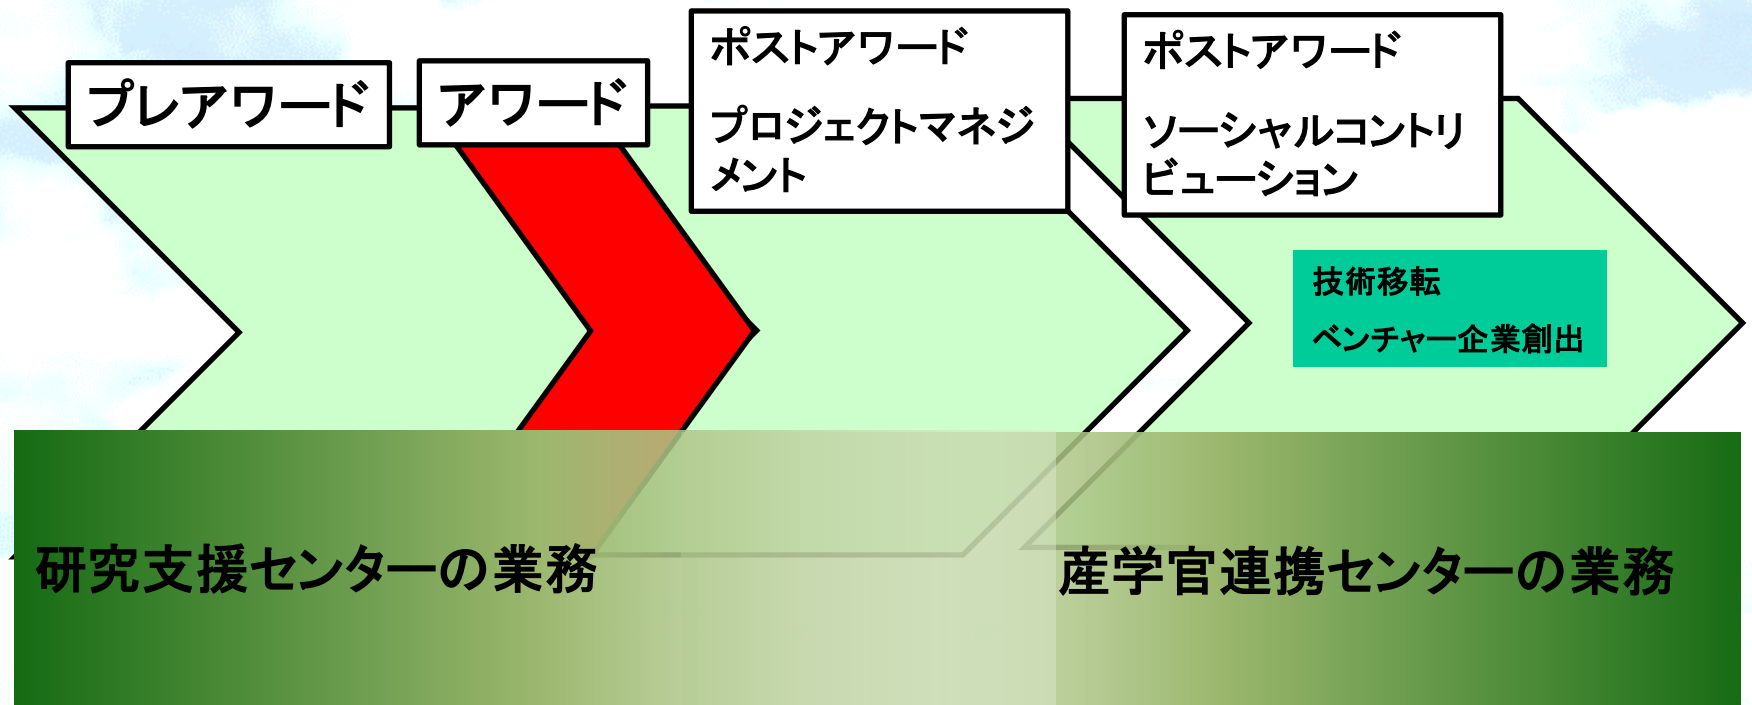 プレアワード
アワード
ポストアワード
プロジェクトマネジ
メント
ポストアワード
ソーシャルコントリ
ビューション
技術移転
ベンチャー企業創出
研究支援センターの業務
産学官連携センターの業務